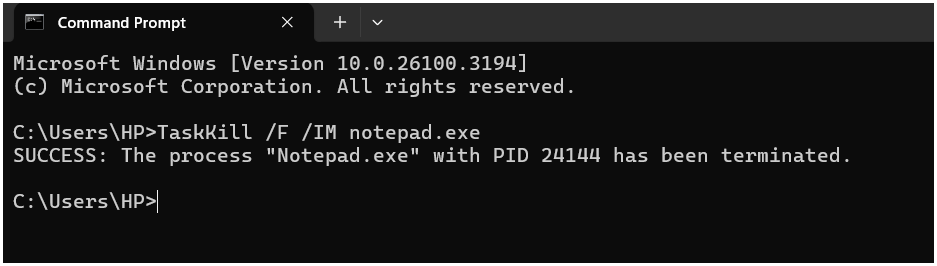 Command Prompt
Microsoft Windows [Version 10.0.26100.3194]
(c) Microsoft Corporation. All rights reserved.
C:\Users\HP>TaskKill /F /IM notepad.exe
SUCCESS: The process "Notepad.exe" with PID 24144 has been terminated.
C:\Users\HP>